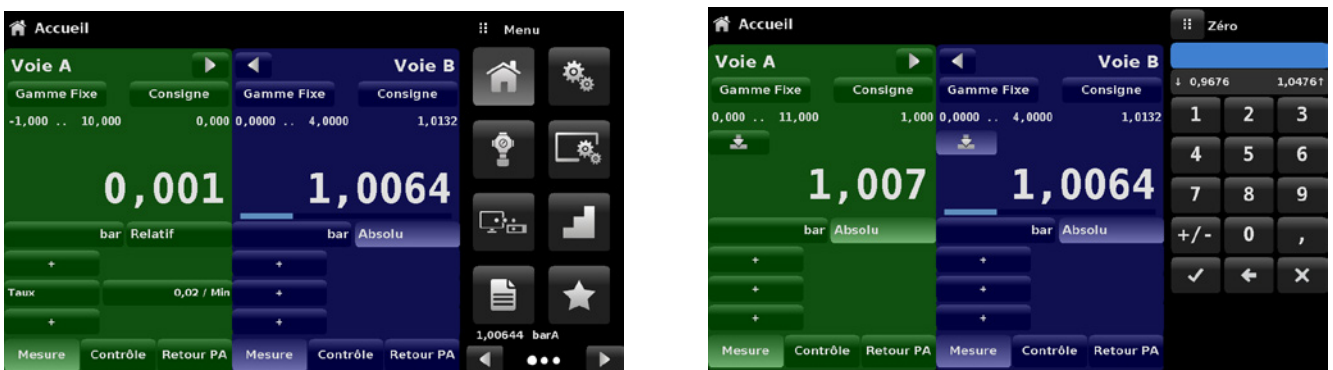 Accueil
Menu
Voie A
Voie B
Gamme Fixe
Consigne
Gamme Fixe
Consigne
-1,000 .. 10,000
0,000
0,0000 .. 4,0000
1,0132
0,001
1,0064
bar
Relatif
bar
Absolu
+
+
Taux
0,02 / Min
+
+
+
1,00644 barA
Mesure
Contrôle
Retour PA
Mesure
Contrôle
Retour PA
Accueil
Zéro
Voie A
Voie B
Gamme Fixe
Consigne
Gamme Fixe
Consigne
↓ 0,9676
1,0476↑
0,000 .. 11,000
1,000
0,0000 .. 4,0000
1,0132
1 2 3
4 5 6
1,007
1,0064
7 8 9
bar
Absolu
bar
Absolu
+/- 0 ,
+
+
+
+
+
+
Mesure
Contrôle
Retour PA
Mesure
Contrôle
Retour PA